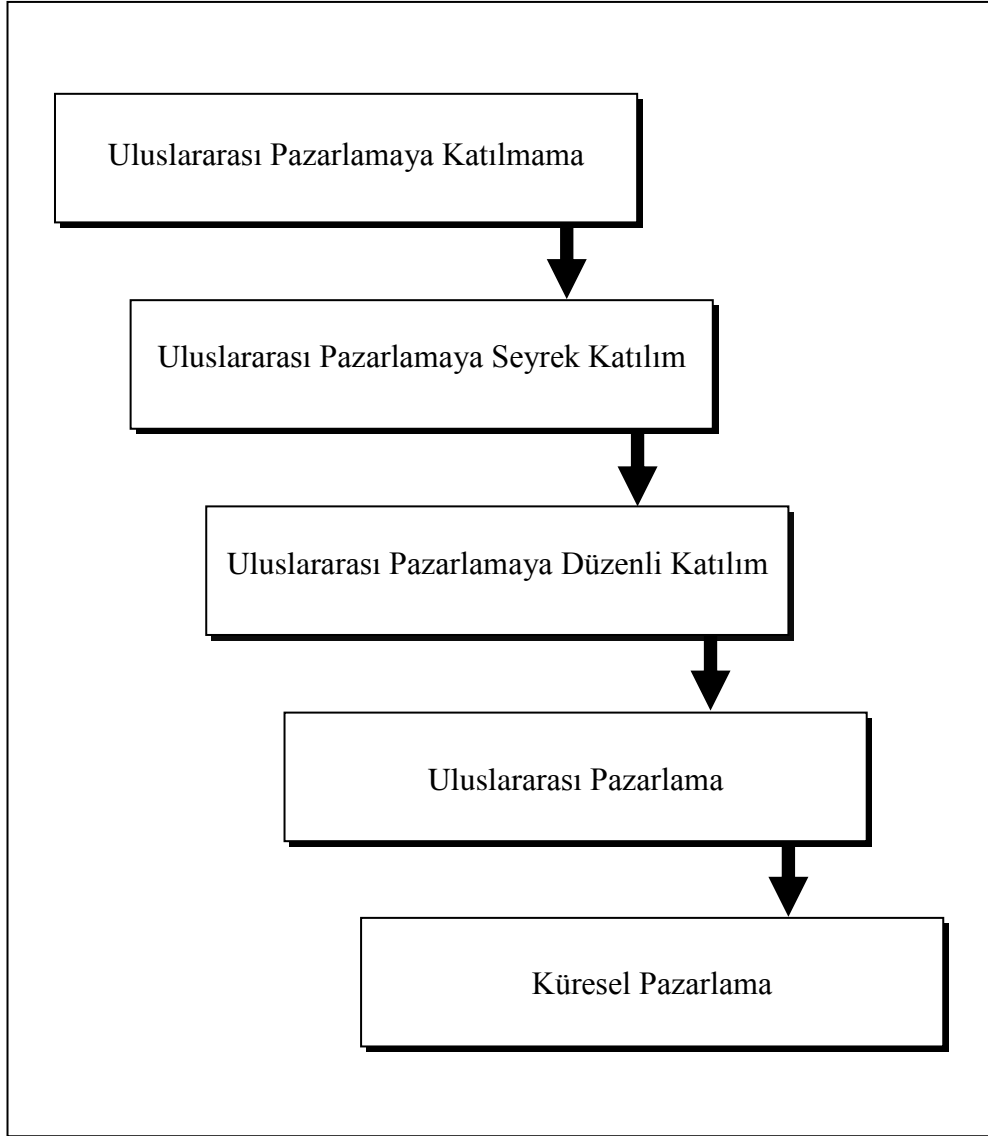 Uluslararası Pazarlamaya Katılmama
Uluslararası Pazarlamaya Seyrek Katılım
Uluslararası Pazarlamaya Düzenli Katılım
Uluslararası Pazarlama
Küresel Pazarlama